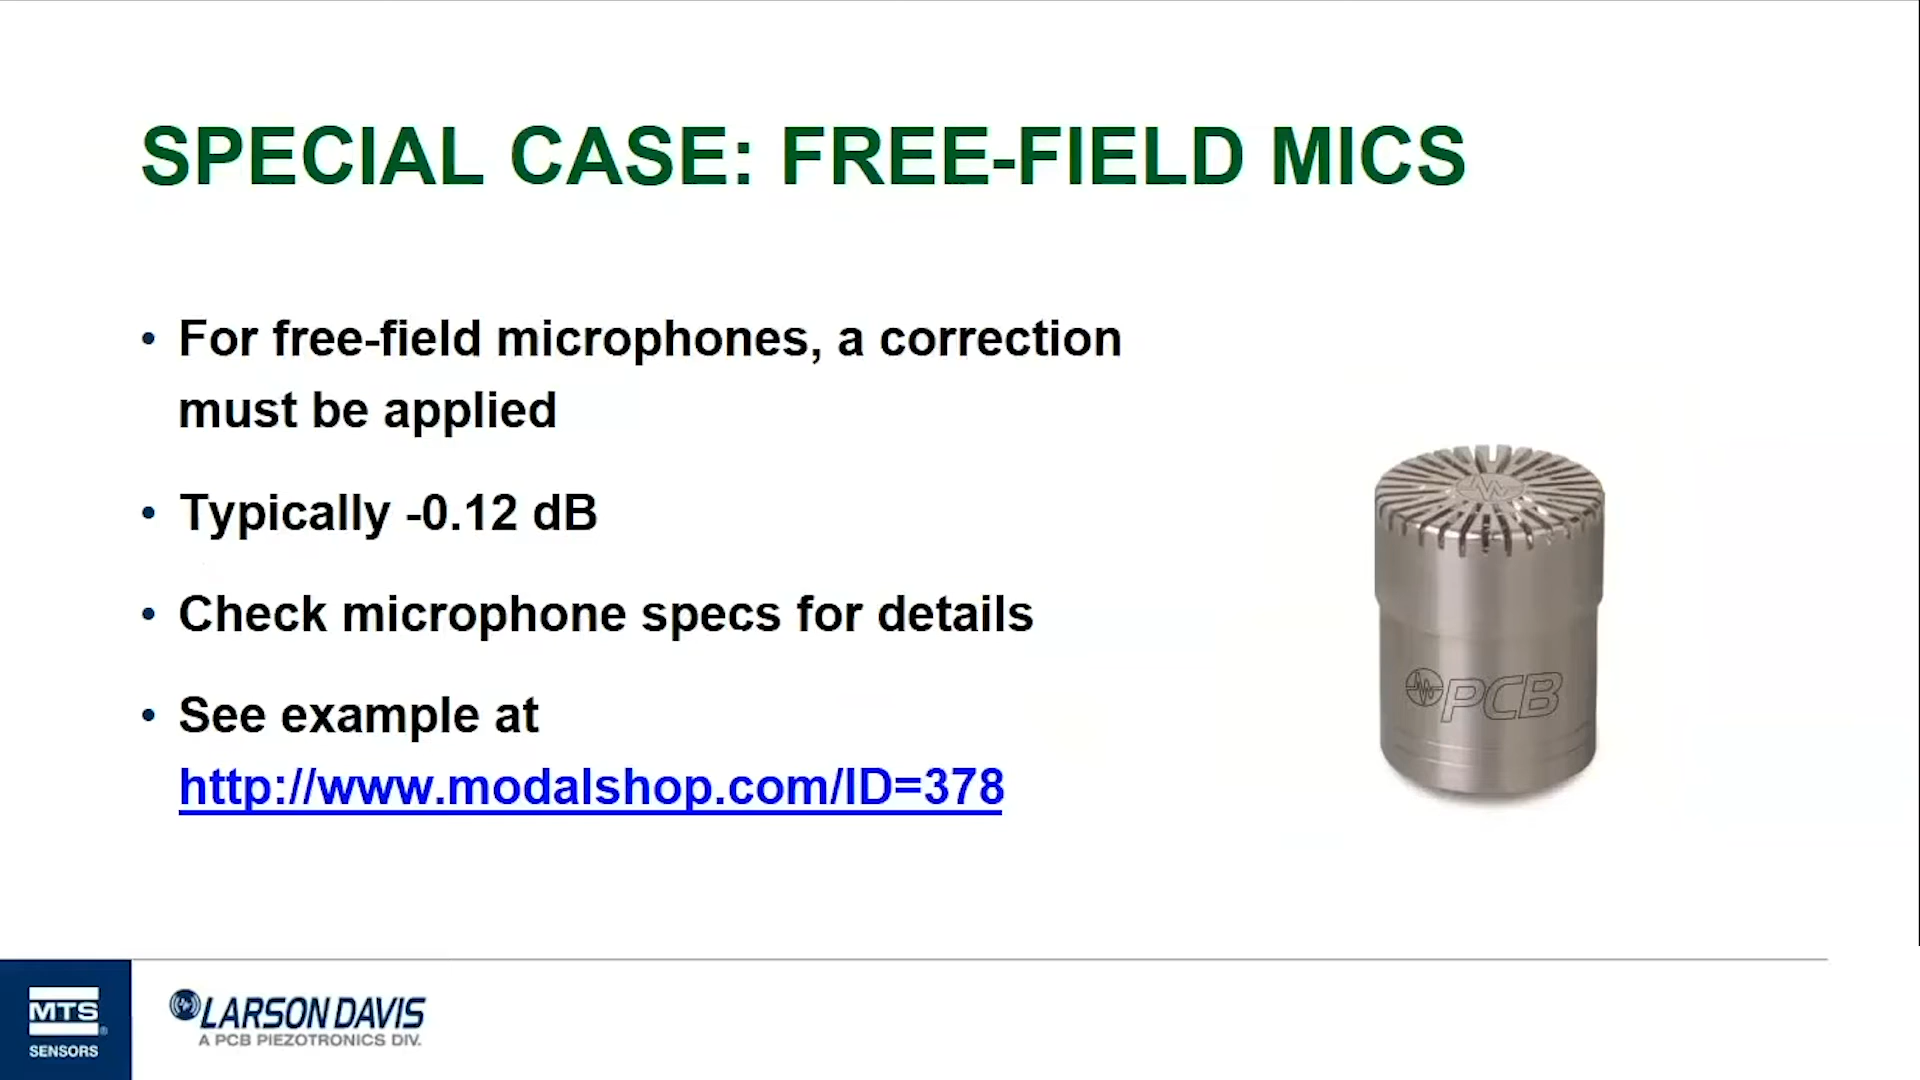 SPECIAL CASE: FREE-FIELD MICS
• For free-field microphones, a correction
must be applied
• Typically -0.12 dB
• Check microphone specs for details
• See example at
http://www.modalshop.com/ID=378
PCB
MTS
®
SENSORS
LARSON DAVIS
A PCB PIEZOTRONICS DIV.